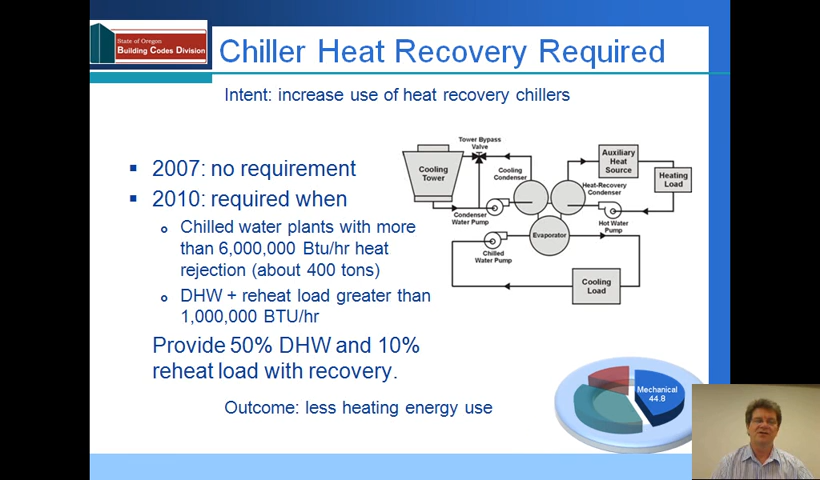 State of Oregon
Building Codes Division
Chiller Heat Recovery Required
Intent: increase use of heat recovery chillers
▪ 2007: no requirement
▪ 2010: required when
o Chilled water plants with more
than 6,000,000 Btu/hr heat
rejection (about 400 tons)
o DHW + reheat load greater than
1,000,000 BTU/hr
Provide 50% DHW and 10%
reheat load with recovery.
Outcome: less heating energy use
Tower Bypass
Valve
Cooling
Tower
Cooling
Condenser
Auxiliary
Heat
Source
Heating
Load
Heat-Recovery
Condenser
Condenser
Water Pump
Hot Water
Pump
Evaporator
Chilled
Water Pump
Cooling
Load
Mechanical
44.8